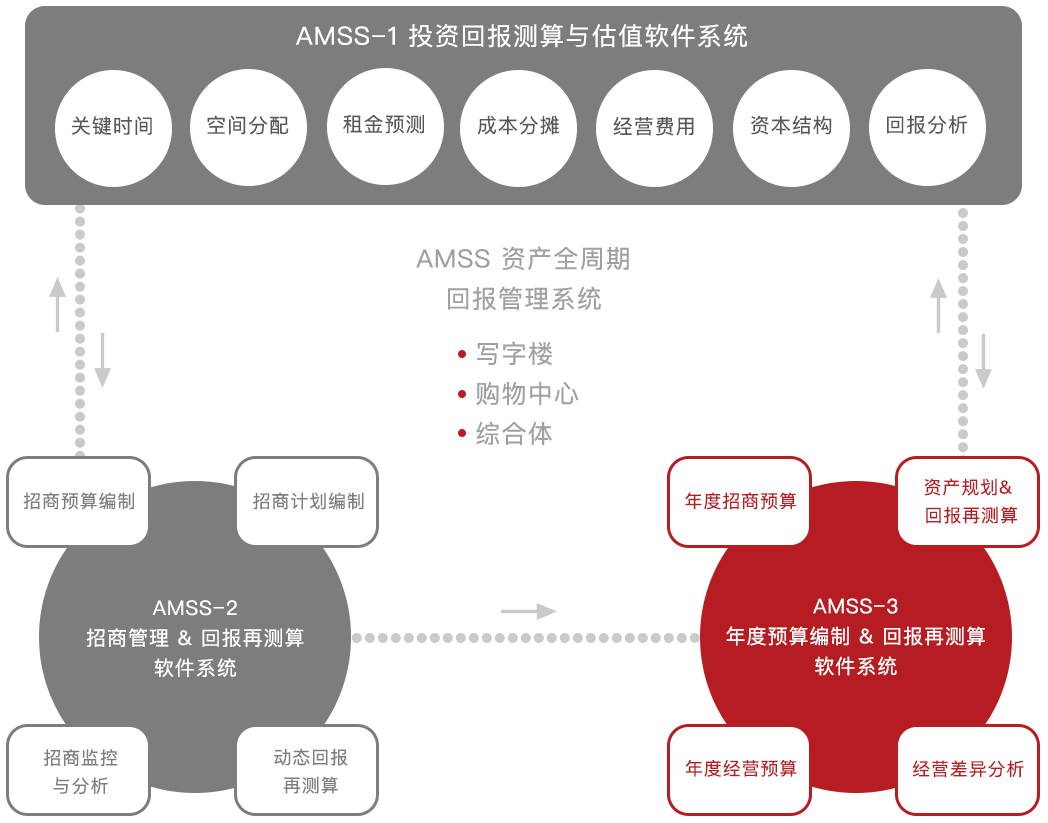 AMSS-1 投资回报测算与估值软件系统
关键时间
空间分配
租金预测
成本分摊
经营费用
资本结构
回报分析
AMSS 资产全周期
回报管理系统
• 写字楼
• 购物中心
• 综合体
招商预算编制
招商计划编制
AMSS-2
招商管理 & 回报再测算
软件系统
招商监控
与分析
动态回报
再测算
年度招商预算
资产规划&
回报再测算
AMSS-3
年度预算编制 & 回报再测算
软件系统
年度经营预算
经营差异分析